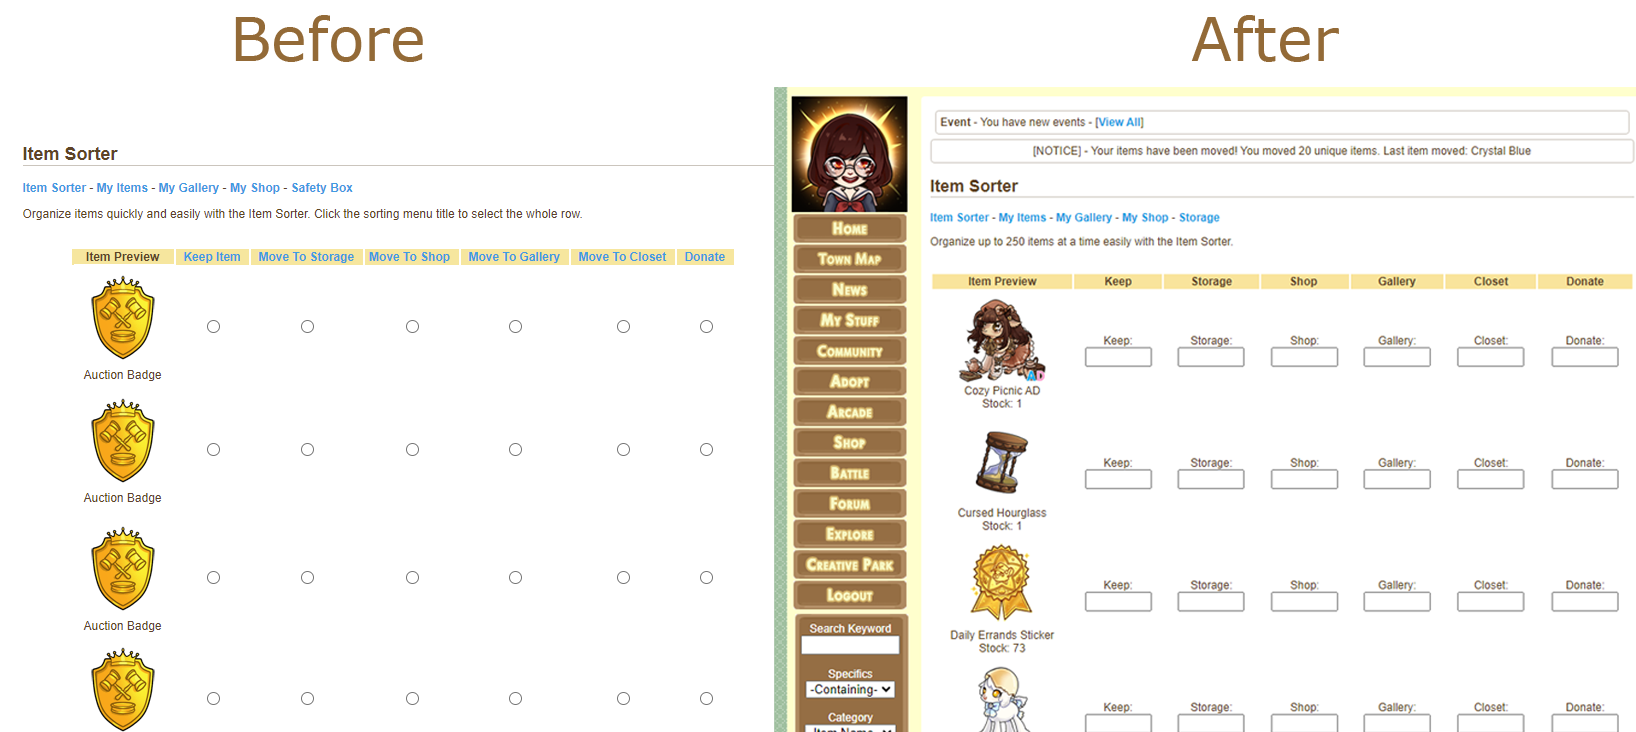 Before
After
Item Sorter
Item Sorter - My Items - My Gallery - My Shop - Safety Box
Organize items quickly and easily with the Item Sorter. Click the sorting menu title to select the whole row.
Item Preview Keep Item Move To Storage Move To Shop Move To Gallery Move To Closet Donate
Auction Badge
Auction Badge
Auction Badge
HOME
TOWN MAP
NEWS
MY STUFF
COMMUNITY
ADOPT
ARCADE
SHOP
BATTLE
FORUM
EXPLORE
CREATIVE PARK
LOGOUT
Search Keyword
Specifics
-Containing-
Category
Item Name
Event - You have new events - [View All]
[NOTICE] - Your items have been moved! You moved 20 unique items. Last item moved: Crystal Blue
Item Sorter
Item Sorter - My Items - My Gallery - My Shop - Storage
Organize up to 250 items at a time easily with the Item Sorter.
Item Preview Keep Storage Shop Gallery Closet Donate
Keep: Storage: Shop: Gallery: Closet: Donate:
AD
Cozy Picnic AD
Stock: 1
Keep: Storage: Shop: Gallery: Closet: Donate:
Cursed Hourglass
Stock: 1
Keep: Storage: Shop: Gallery: Closet: Donate:
Daily Errands Sticker
Stock: 73
Keep: Storage: Shop: Gallery: Closet: Donate: